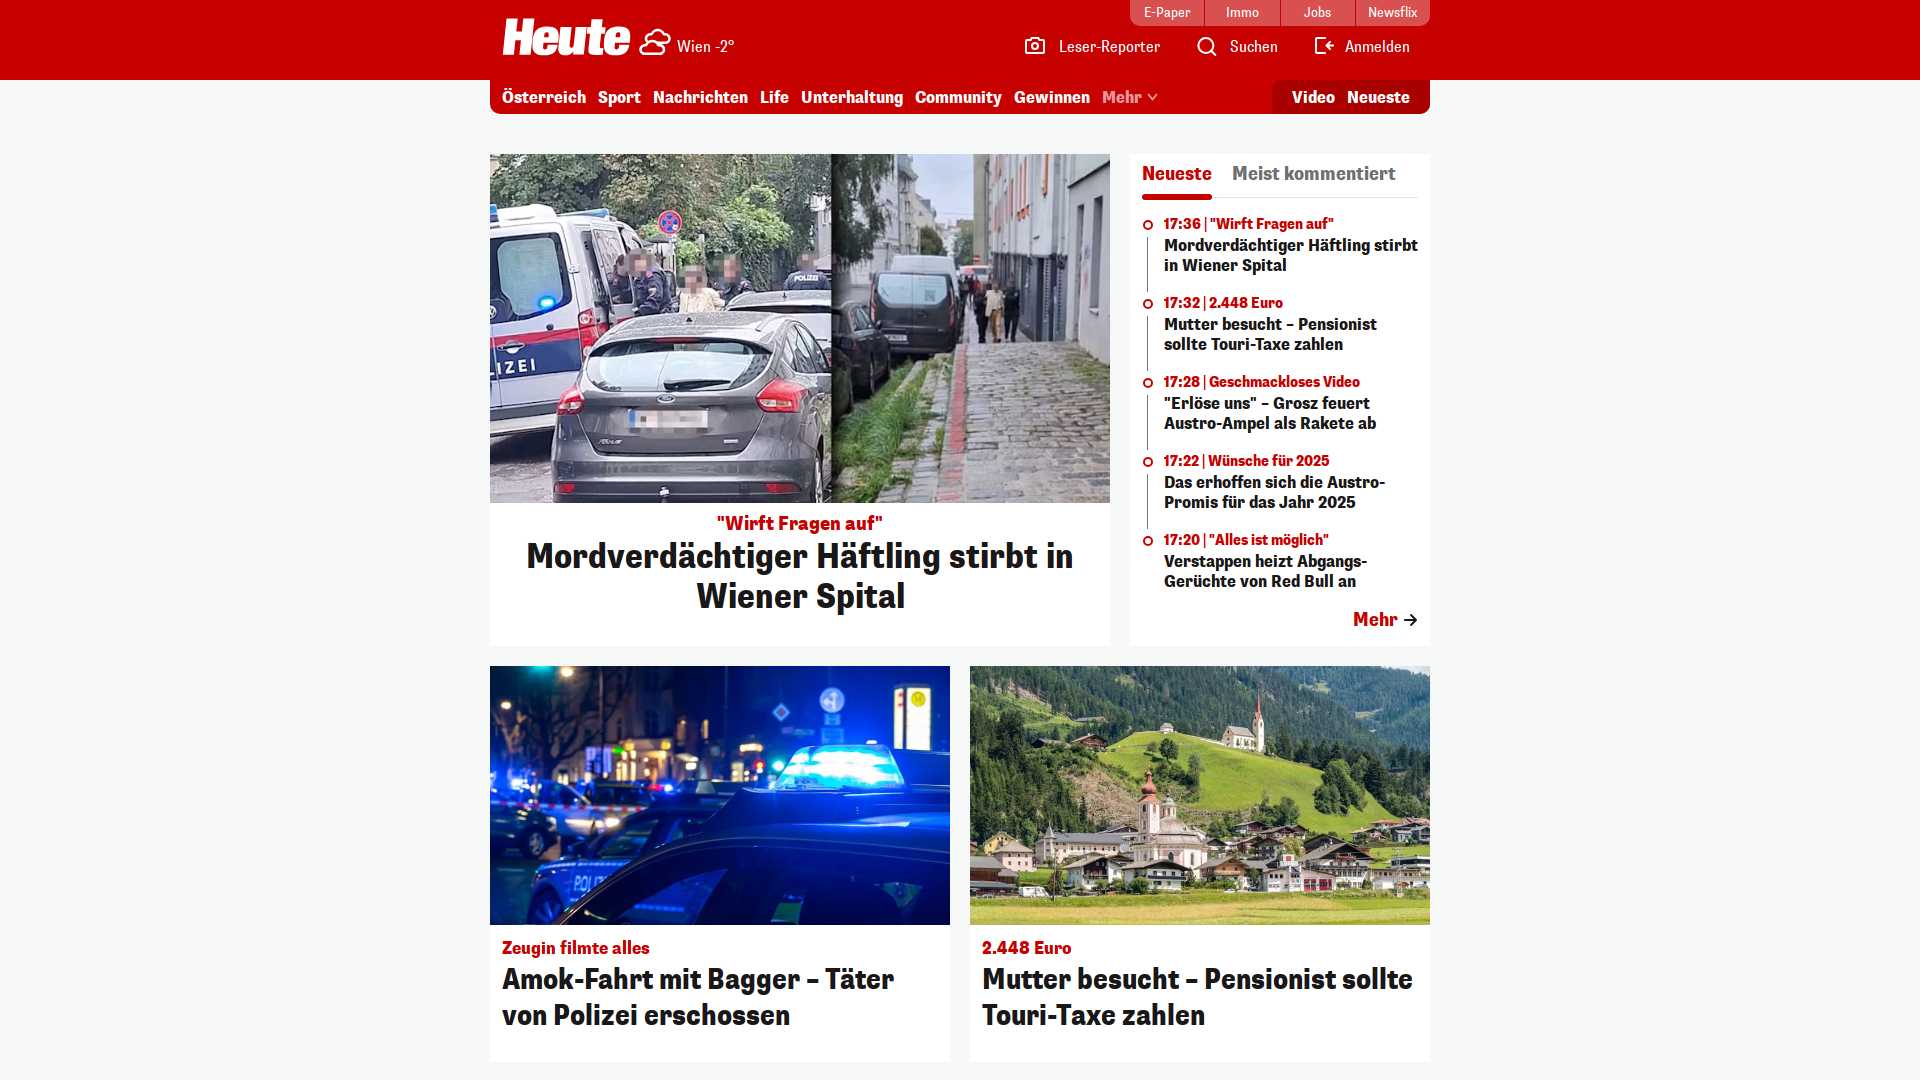 E-Paper
Immo
Jobs
Newsflix
Heute
Wien -2°
Leser-Reporter
Suchen
Anmelden
Österreich
Sport
Nachrichten
Life
Unterhaltung
Community
Gewinnen
Mehr
Video
Neueste
POLIZEI
LIZEI
"Wirft Fragen auf"
Mordverdächtiger Häftling stirbt in
Wiener Spital
Neueste
Meist kommentiert
17:36 | "Wirft Fragen auf"
Mordverdächtiger Häftling stirbt
in Wiener Spital
17:32 | 2.448 Euro
Mutter besucht – Pensionist
sollte Touri-Taxe zahlen
17:28 | Geschmackloses Video
"Erlöse uns" – Grosz feuert
Austro-Ampel als Rakete ab
17:22 | Wünsche für 2025
Das erhoffen sich die Austro-
Promis für das Jahr 2025
17:20 | "Alles ist möglich"
Verstappen heizt Abgangs-
Gerüchte von Red Bull an
Mehr
POLIZEI
Zeugin filmte alles
Amok-Fahrt mit Bagger – Täter
von Polizei erschossen
2.448 Euro
Mutter besucht – Pensionist sollte
Touri-Taxe zahlen